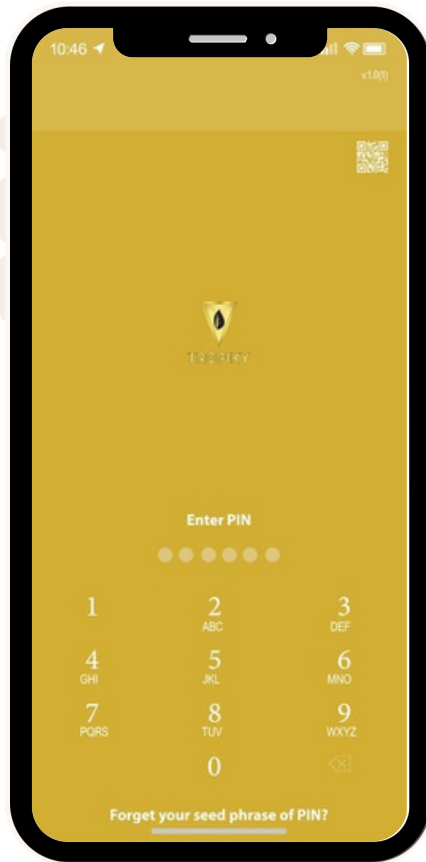 10:46
v.1.0(1)
Enter PIN
1
2
3
ABC
DEF
4
5
6
GHI
JKL
MNO
7
8
9
PQRS
TUV
WXYZ
0
Forget your seed phrase of PIN?